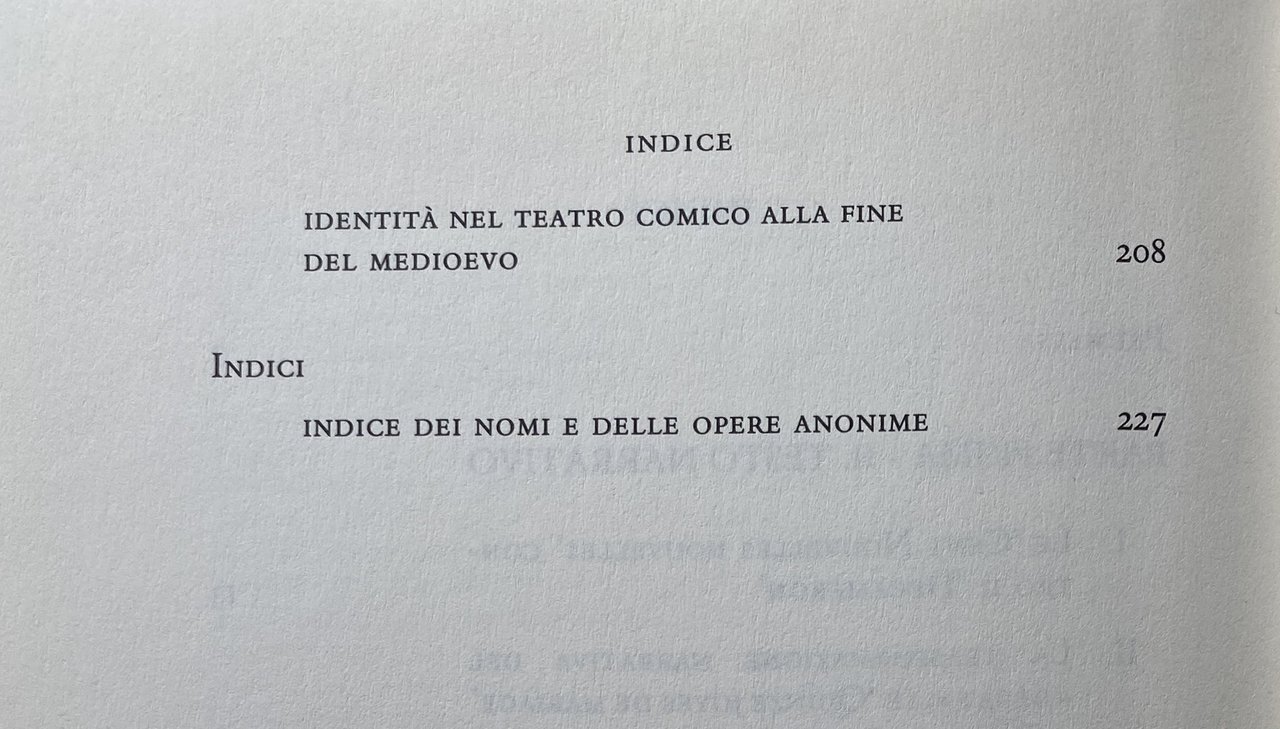 INDICE
IDENTITÀ NEL TEATRO COMICO ALLA FINE
DEL MEDIOEVO 208
INDICI
INDICE DEI NOMI E DELLE OPERE ANONIME 227